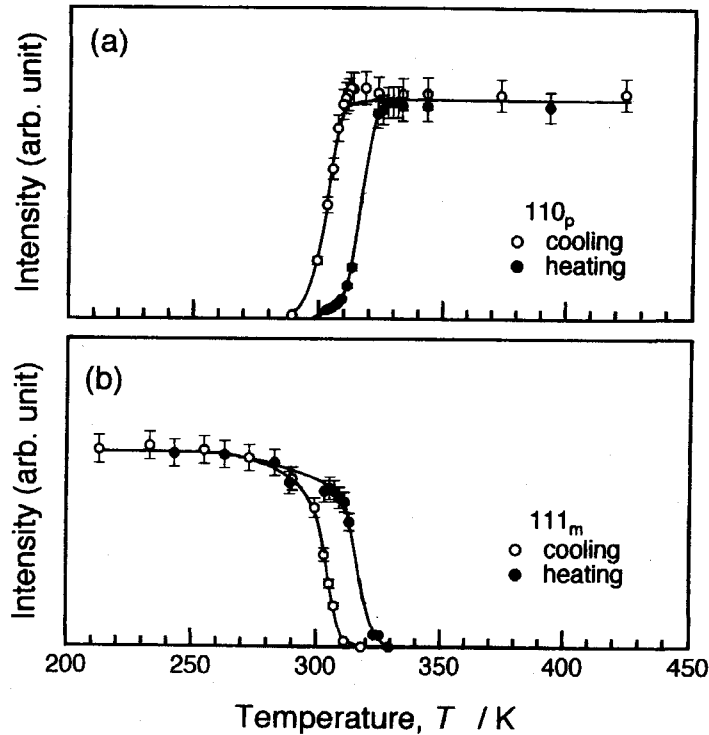 (a)
Intensity (arb. unit)
110p
cooling
heating
(b)
Intensity (arb. unit)
111m
cooling
heating
200 250 300 350 400 450
Temperature, T / K